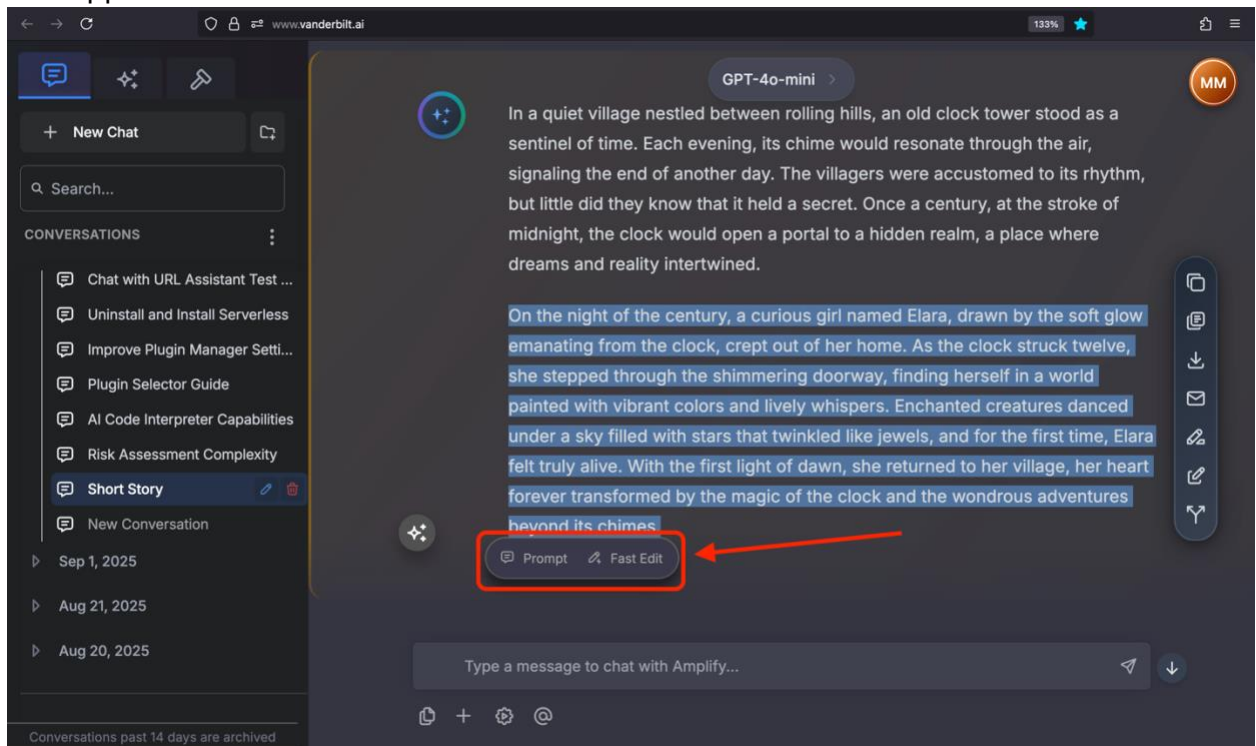 www.vanderbilt.ai
133%
GPT-4o-mini
MM
New Chat
Search...
CONVERSATIONS
Chat with URL Assistant Test ...
Uninstall and Install Serverless
Improve Plugin Manager Setti...
Plugin Selector Guide
AI Code Interpreter Capabilities
Risk Assessment Complexity
Short Story
New Conversation
Sep 1, 2025
Aug 21, 2025
Aug 20, 2025
Conversations past 14 days are archived
In a quiet village nestled between rolling hills, an old clock tower stood as a
sentinel of time. Each evening, its chime would resonate through the air,
signaling the end of another day. The villagers were accustomed to its rhythm,
but little did they know that it held a secret. Once a century, at the stroke of
midnight, the clock would open a portal to a hidden realm, a place where
dreams and reality intertwined.
On the night of the century, a curious girl named Elara, drawn by the soft glow
emanating from the clock, crept out of her home. As the clock struck twelve,
she stepped through the shimmering doorway, finding herself in a world
painted with vibrant colors and lively whispers. Enchanted creatures danced
under a sky filled with stars that twinkled like jewels, and for the first time, Elara
felt truly alive. With the first light of dawn, she returned to her village, her heart
forever transformed by the magic of the clock and the wondrous adventures
beyond its chimes.
Prompt Fast Edit
Type a message to chat with Amplify...